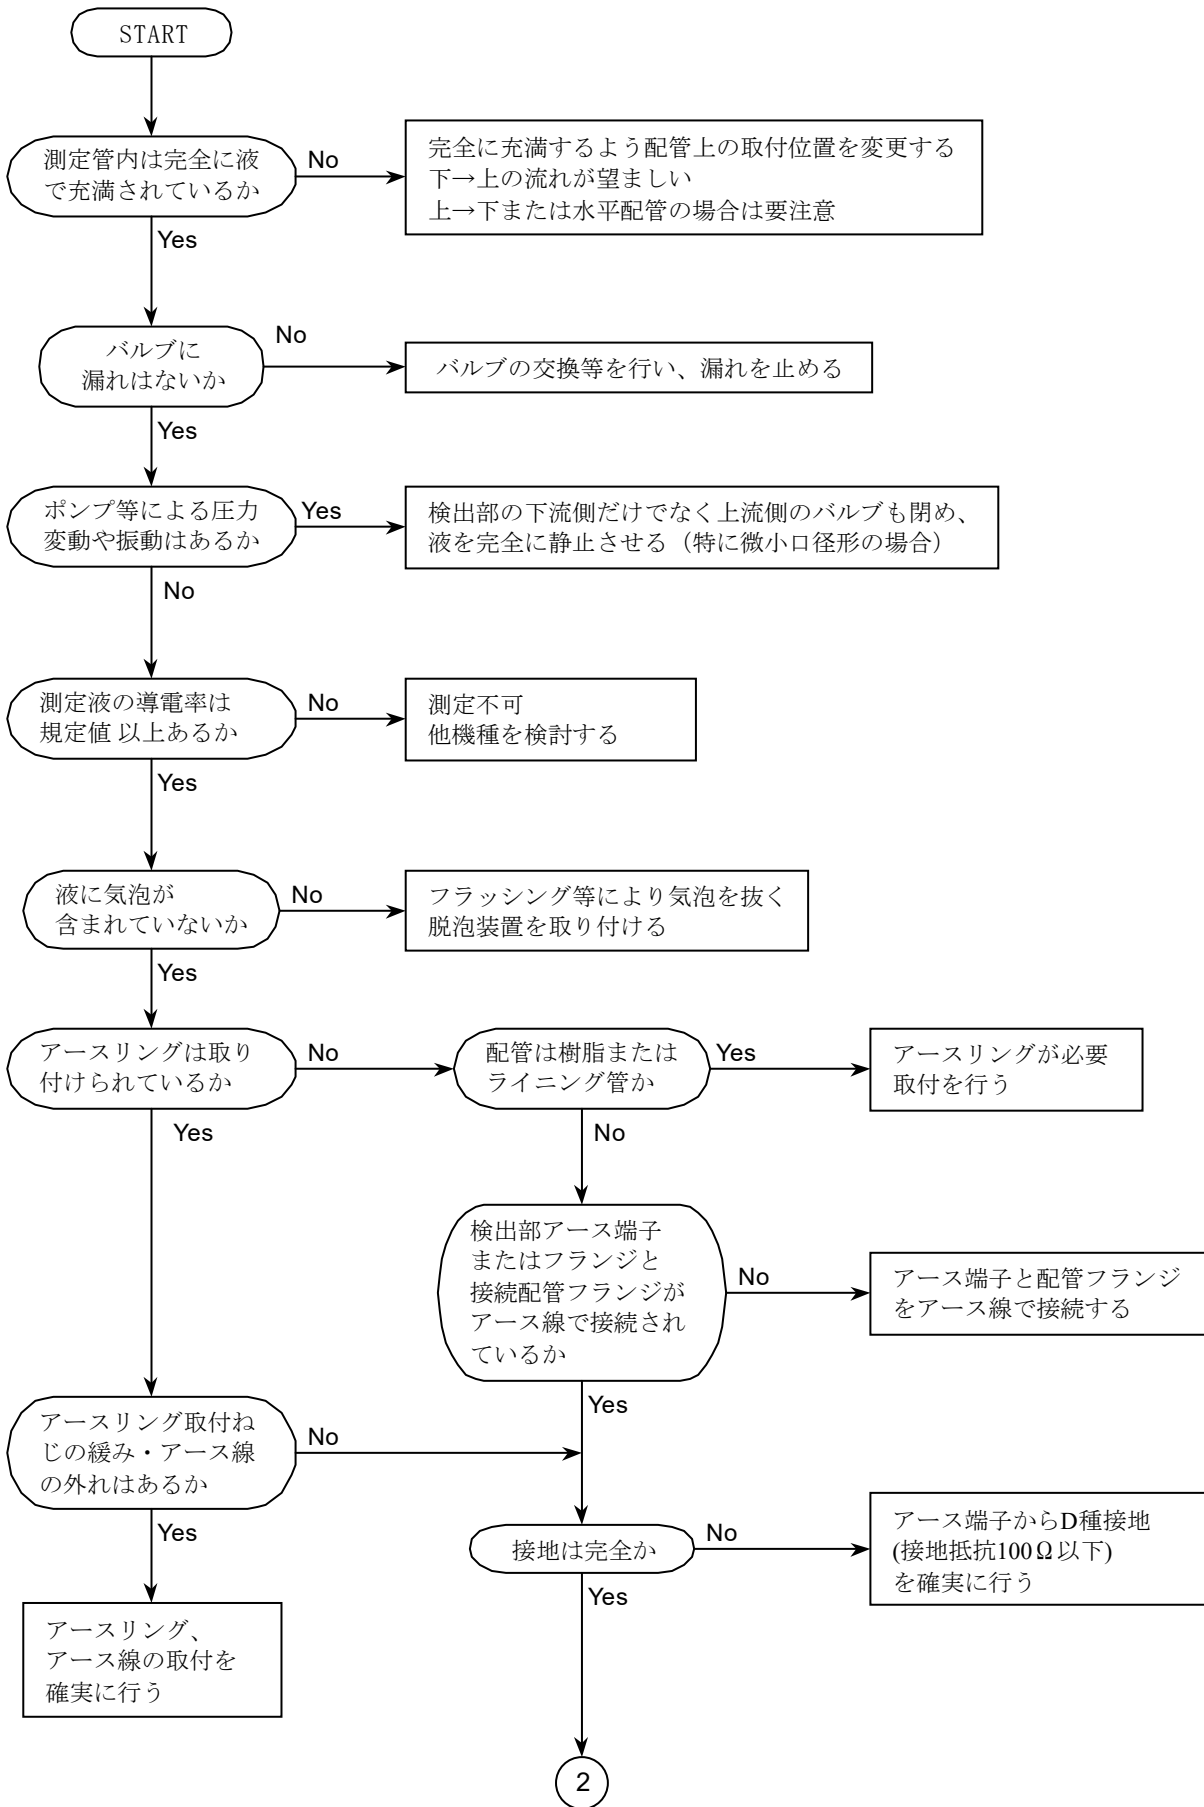 START
測定管内は完全に液
で充満されているか
No
完全に充満するよう配管上の取付位置を変更する
下→上の流れが望ましい
上→下または水平配管の場合は要注意
Yes
バルブに
漏れはないか
No
バルブの交換等を行い、漏れを止める
Yes
ポンプ等による圧力
変動や振動はあるか
Yes
検出部の下流側だけでなく上流側のバルブも閉め、
液を完全に静止させる（特に微小口径形の場合）
No
測定液の導電率は
規定値 以上あるか
No
測定不可
他機種を検討する
Yes
液に気泡が
含まれていないか
No
フラッシング等により気泡を抜く
脱泡装置を取り付ける
Yes
アースリングは取り
付けられているか
No
配管は樹脂または
ライニング管か
Yes
アースリングが必要
取付を行う
Yes
No
検出部アース端子
またはフランジと
接続配管フランジが
アース線で接続され
ているか
No
アース端子と配管フランジ
をアース線で接続する
Yes
アースリング取付ね
じの緩み・アース線
の外れはあるか
No
Yes
接地は完全か
No
アース端子からD種接地
(接地抵抗100Ω以下)
を確実に行う
Yes
アースリング、
アース線の取付を
確実に行う
2